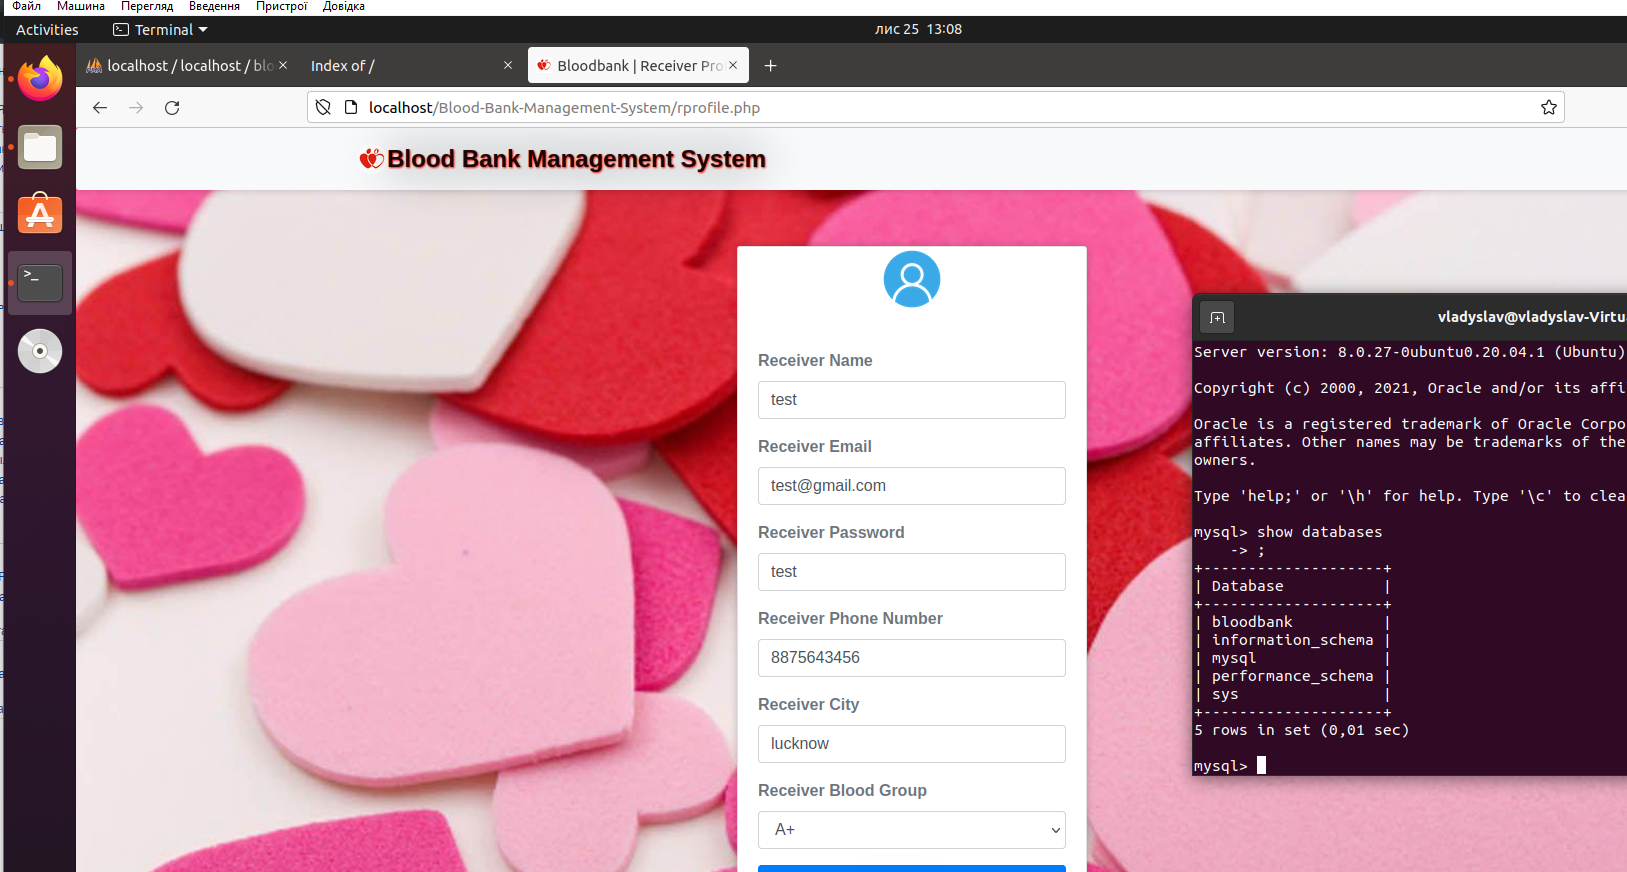 Файл Машина Перегляд Введення Пристрої Довідка
Activities Terminal лис 25 13:08
localhost / localhost / blo Index of / Bloodbank | Receiver Pro
localhost/Blood-Bank-Management-System/rprofile.php
Blood Bank Management System
Receiver Name
test
Receiver Email
test@gmail.com
Receiver Password
test
Receiver Phone Number
8875643456
Receiver City
lucknow
Receiver Blood Group
A+
vladyslav@vladyslav-Virtu
Server version: 8.0.27-0ubuntu0.20.04.1 (Ubuntu)
Copyright (c) 2000, 2021, Oracle and/or its affi
Oracle is a registered trademark of Oracle Corpo
affiliates. Other names may be trademarks of the
owners.
Type 'help;' or '\h' for help. Type '\c' to clea
mysql> show databases
    -> ;
+--------------------+
| Database           |
+--------------------+
| bloodbank          |
| information_schema |
| mysql              |
| performance_schema |
| sys                |
+--------------------+
5 rows in set (0,01 sec)
mysql>